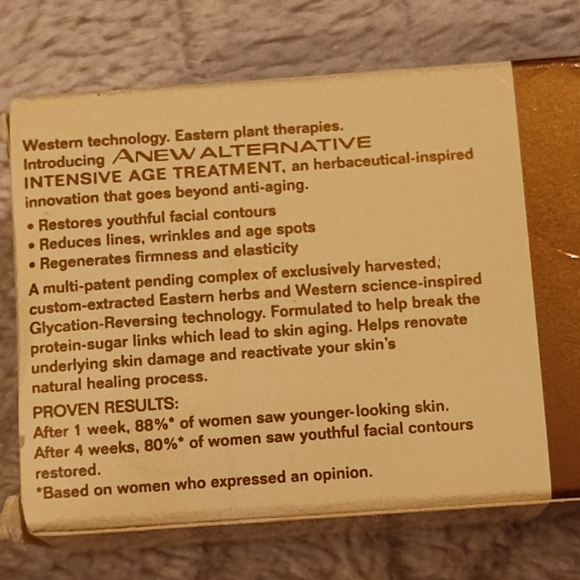 Western technology. Eastern plant therapies.
Introducing ANEW ALTERNATIVE
INTENSIVE AGE TREATMENT, an herbaceutical-inspired
innovation that goes beyond anti-aging.
• Restores youthful facial contours
• Reduces lines, wrinkles and age spots
• Regenerates firmness and elasticity
A multi-patent pending complex of exclusively harvested,
custom-extracted Eastern herbs and Western science-inspired
Glycation-Reversing technology. Formulated to help break the
protein-sugar links which lead to skin aging. Helps renovate
underlying skin damage and reactivate your skin's
natural healing process.
PROVEN RESULTS:
After 1 week, 88%* of women saw younger-looking skin.
After 4 weeks, 80%* of women saw youthful facial contours
restored.
*Based on women who expressed an opinion.